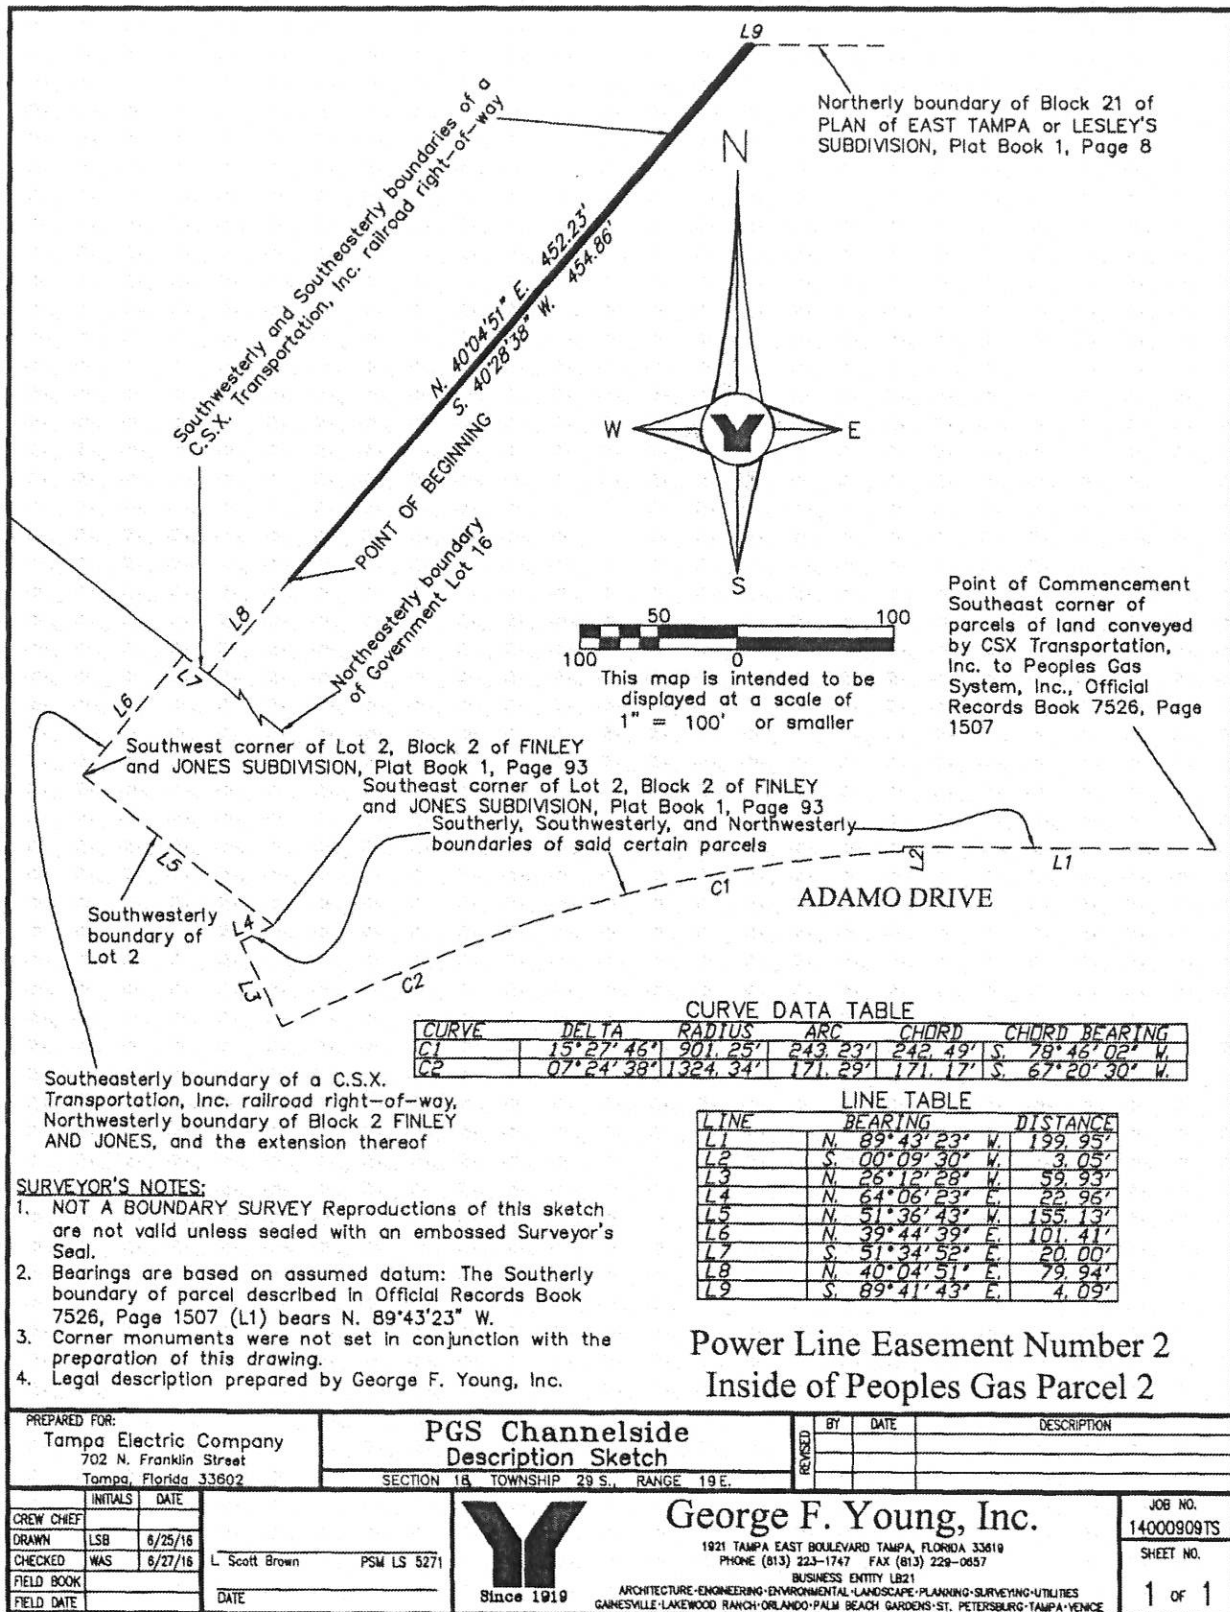 L9
Northerly boundary of Block 21 of
PLAN of EAST TAMPA or LESLEY'S
SUBDIVISION, Plat Book 1, Page 8
Southwesterly and Southeasterly boundaries of a
C.S.X. Transportation, Inc. railroad right-of-way
N. 40°04'51" E. 452.23'
S. 40°28'38" W. 454.86'
N
W
Y
E
S
POINT OF BEGINNING
L8
Northeasterly boundary
of Government Lot 16
50 100
100 0
This map is intended to be
displayed at a scale of
1" = 100' or smaller
Point of Commencement
Southeast corner of
parcels of land conveyed
by CSX Transportation,
Inc. to Peoples Gas
System, Inc., Official
Records Book 7526, Page
1507
L7
L6
Southwest corner of Lot 2, Block 2 of FINLEY
and JONES SUBDIVISION, Plat Book 1, Page 93
Southeast corner of Lot 2, Block 2 of FINLEY
and JONES SUBDIVISION, Plat Book 1, Page 93
Southerly, Southwesterly, and Northwesterly
boundaries of said certain parcels
L5
L2
L1
C1
ADAMO DRIVE
Southwesterly
boundary of
Lot 2
L4
L3
C2
Southeasterly boundary of a C.S.X.
Transportation, Inc. railroad right-of-way,
Northwesterly boundary of Block 2 FINLEY
AND JONES, and the extension thereof
CURVE DATA TABLE
CURVE DELTA RADIUS ARC CHORD CHORD BEARING
C1 15°27'46" 901.25' 243.23' 242.49' S. 78°46'02" W.
C2 07°24'38" 1324.34' 171.29' 171.17' S. 67°20'30" W.
LINE TABLE
LINE BEARING DISTANCE
L1 N. 89°43'23" W. 199.95'
L2 S. 00°09'30" W. 3.05'
L3 N. 26°12'28" W. 59.93'
L4 N. 64°06'23" E. 22.96'
L5 N. 51°36'43" W. 155.13'
L6 N. 39°44'39" E. 101.41'
L7 S. 51°34'52" E. 20.00'
L8 N. 40°04'51" E. 79.94'
L9 S. 89°41'43" E. 4.09'
SURVEYOR'S NOTES:
1. NOT A BOUNDARY SURVEY Reproductions of this sketch
are not valid unless sealed with an embossed Surveyor's
Seal.
2. Bearings are based on assumed datum: The Southerly
boundary of parcel described in Official Records Book
7526, Page 1507 (L1) bears N. 89°43'23" W.
3. Corner monuments were not set in conjunction with the
preparation of this drawing.
4. Legal description prepared by George F. Young, Inc.
Power Line Easement Number 2
Inside of Peoples Gas Parcel 2
PREPARED FOR:
Tampa Electric Company
702 N. Franklin Street
Tampa, Florida 33602
PGS Channelside
Description Sketch
SECTION 18, TOWNSHIP 29 S., RANGE 19 E.
REVISED BY DATE DESCRIPTION
INITIALS DATE
CREW CHIEF
DRAWN LSB 6/25/16
CHECKED WAS 6/27/16
FIELD BOOK
FIELD DATE
L. Scott Brown PSM LS 5271
DATE
Since 1919
George F. Young, Inc.
1921 TAMPA EAST BOULEVARD TAMPA, FLORIDA 33619
PHONE (813) 223-1747 FAX (813) 229-0657
BUSINESS ENTITY LB21
ARCHITECTURE·ENGINEERING·ENVIRONMENTAL·LANDSCAPE·PLANNING·SURVEYING·UTILITIES
GAINESVILLE·LAKEWOOD RANCH·ORLANDO·PALM BEACH GARDENS·ST. PETERSBURG·TAMPA·VENICE
JOB NO.
14000909TS
SHEET NO.
1 OF 1